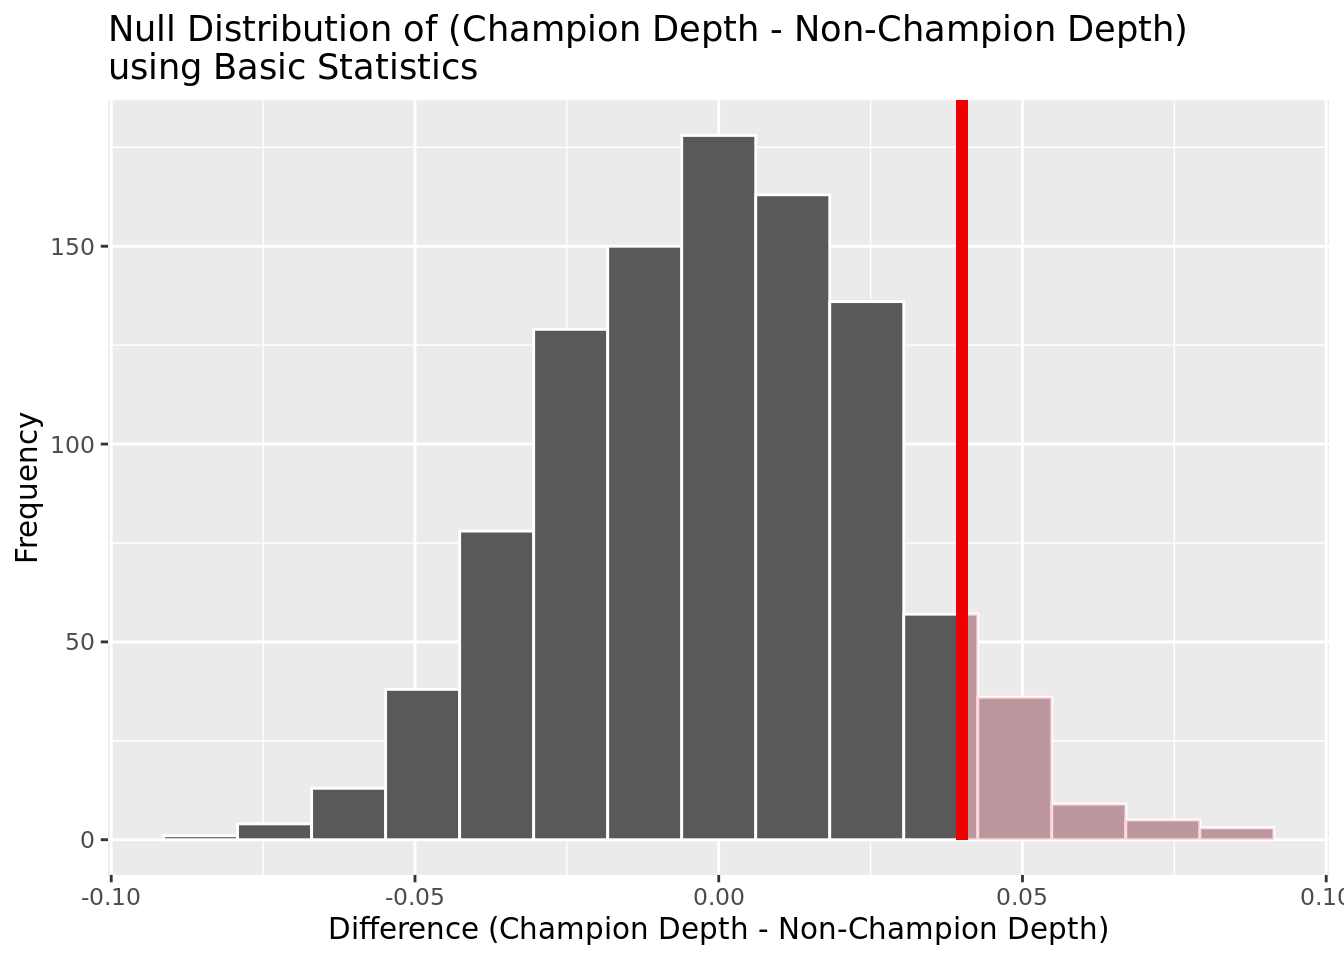 Null Distribution of (Champion Depth - Non-Champion Depth)
using Basic Statistics
Frequency
150
100
50
0
-0.10
-0.05
0.00
0.05
0.10
Difference (Champion Depth - Non-Champion Depth)